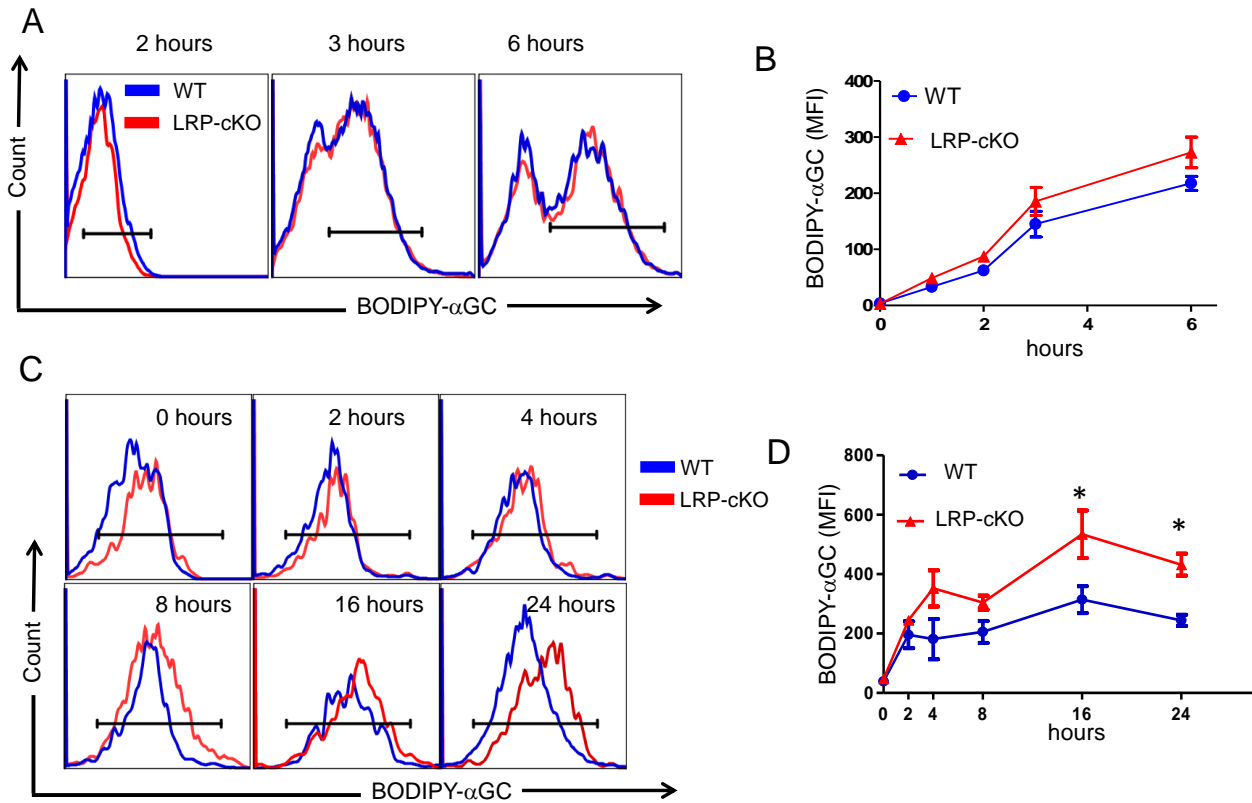 A
2 hours
3 hours
6 hours
WT
LRP-cKO
Count
BODIPY-αGC
B
BODIPY-αGC (MFI)
400
300
200
100
0
WT
LRP-cKO
0 2 4 6
hours
C
0 hours
2 hours
4 hours
WT
LRP-cKO
8 hours
16 hours
24 hours
Count
BODIPY-αGC
D
BODIPY-αGC (MFI)
800
600
400
200
0
WT
LRP-cKO
*
*
0 2 4 8 16 24
hours